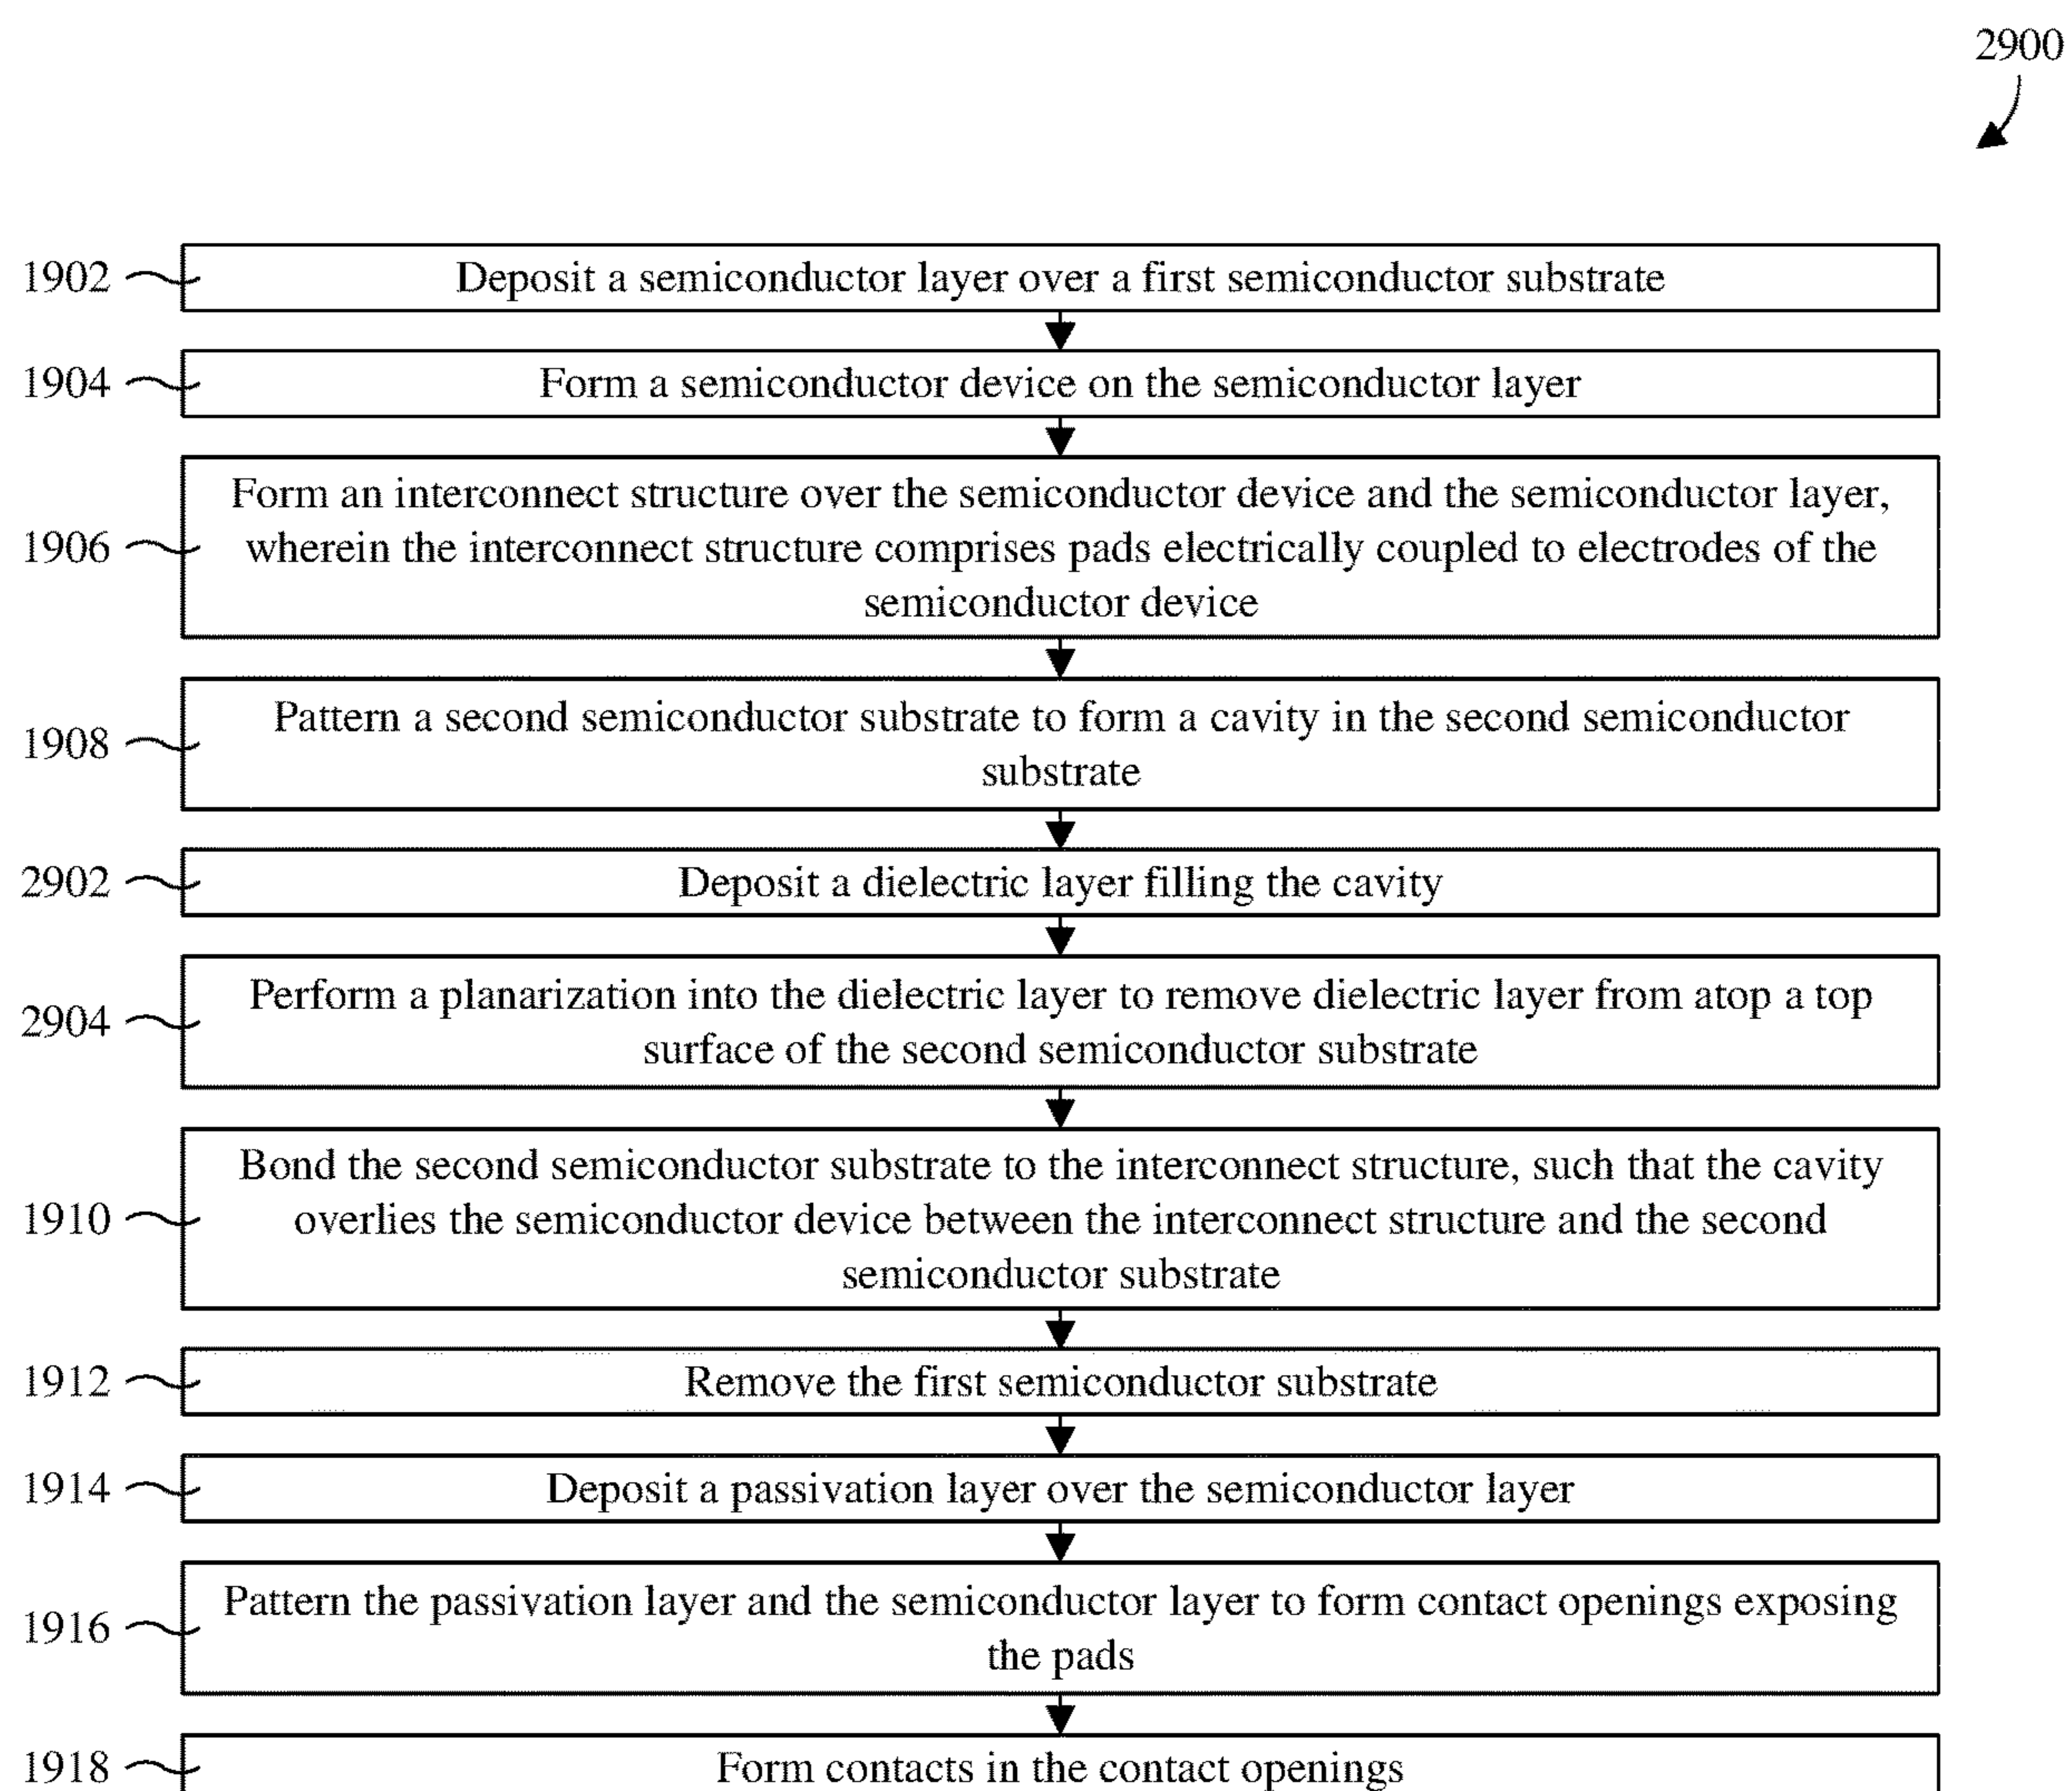 2900
1902 Deposit a semiconductor layer over a first semiconductor substrate
1904 Form a semiconductor device on the semiconductor layer
Form an interconnect structure over the semiconductor device and the semiconductor layer,
1906 wherein the interconnect structure comprises pads electrically coupled to electrodes of the
semiconductor device
1908 Pattern a second semiconductor substrate to form a cavity in the second semiconductor
substrate
2902 Deposit a dielectric layer filling the cavity
2904 Perform a planarization into the dielectric layer to remove dielectric layer from atop a top
surface of the second semiconductor substrate
Bond the second semiconductor substrate to the interconnect structure, such that the cavity
1910 overlies the semiconductor device between the interconnect structure and the second
semiconductor substrate
1912 Remove the first semiconductor substrate
1914 Deposit a passivation layer over the semiconductor layer
1916 Pattern the passivation layer and the semiconductor layer to form contact openings exposing
the pads
1918 Form contacts in the contact openings